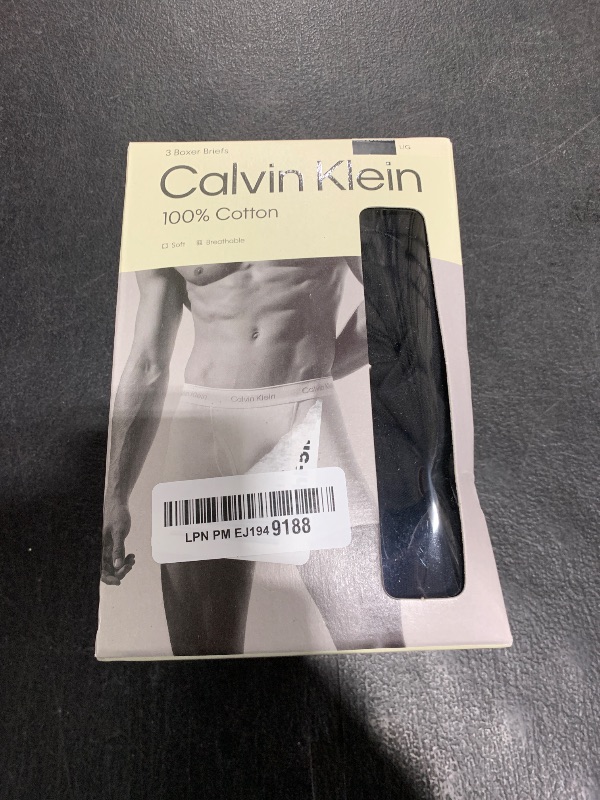 3 Boxer Briefs
Calvin Klein
100% Cotton
Soft Breathable
Calvin Klein
LPN PM EJ194 9188